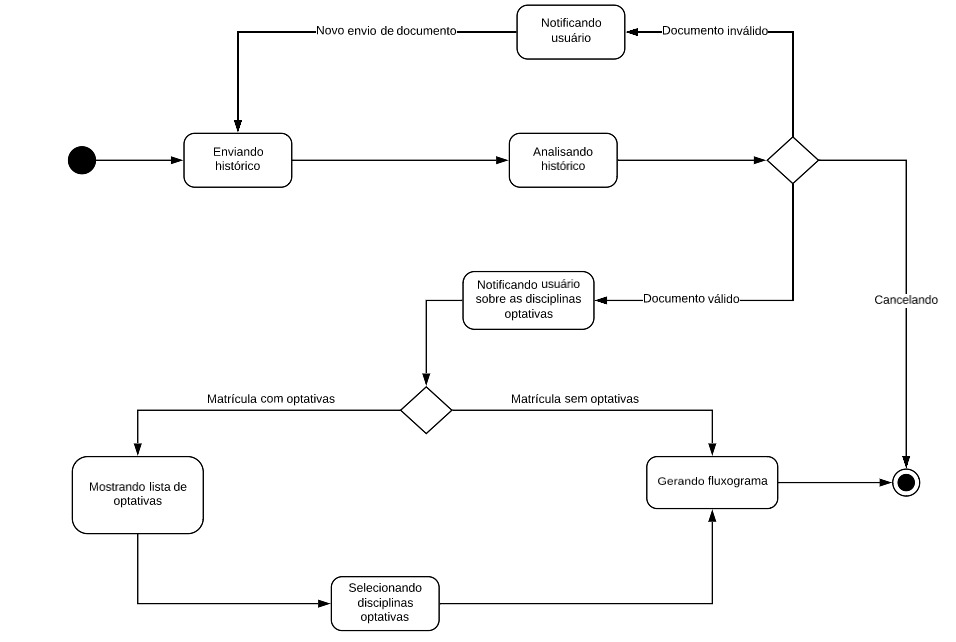 Notificando
usuário
Novo envio de documento
Documento inválido
Enviando
histórico
Analisando
histórico
Notificando usuário
sobre as disciplinas
optativas
Documento válido
Cancelando
Matrícula com optativas
Matrícula sem optativas
Mostrando lista de
optativas
Gerando fluxograma
Selecionando
disciplinas
optativas